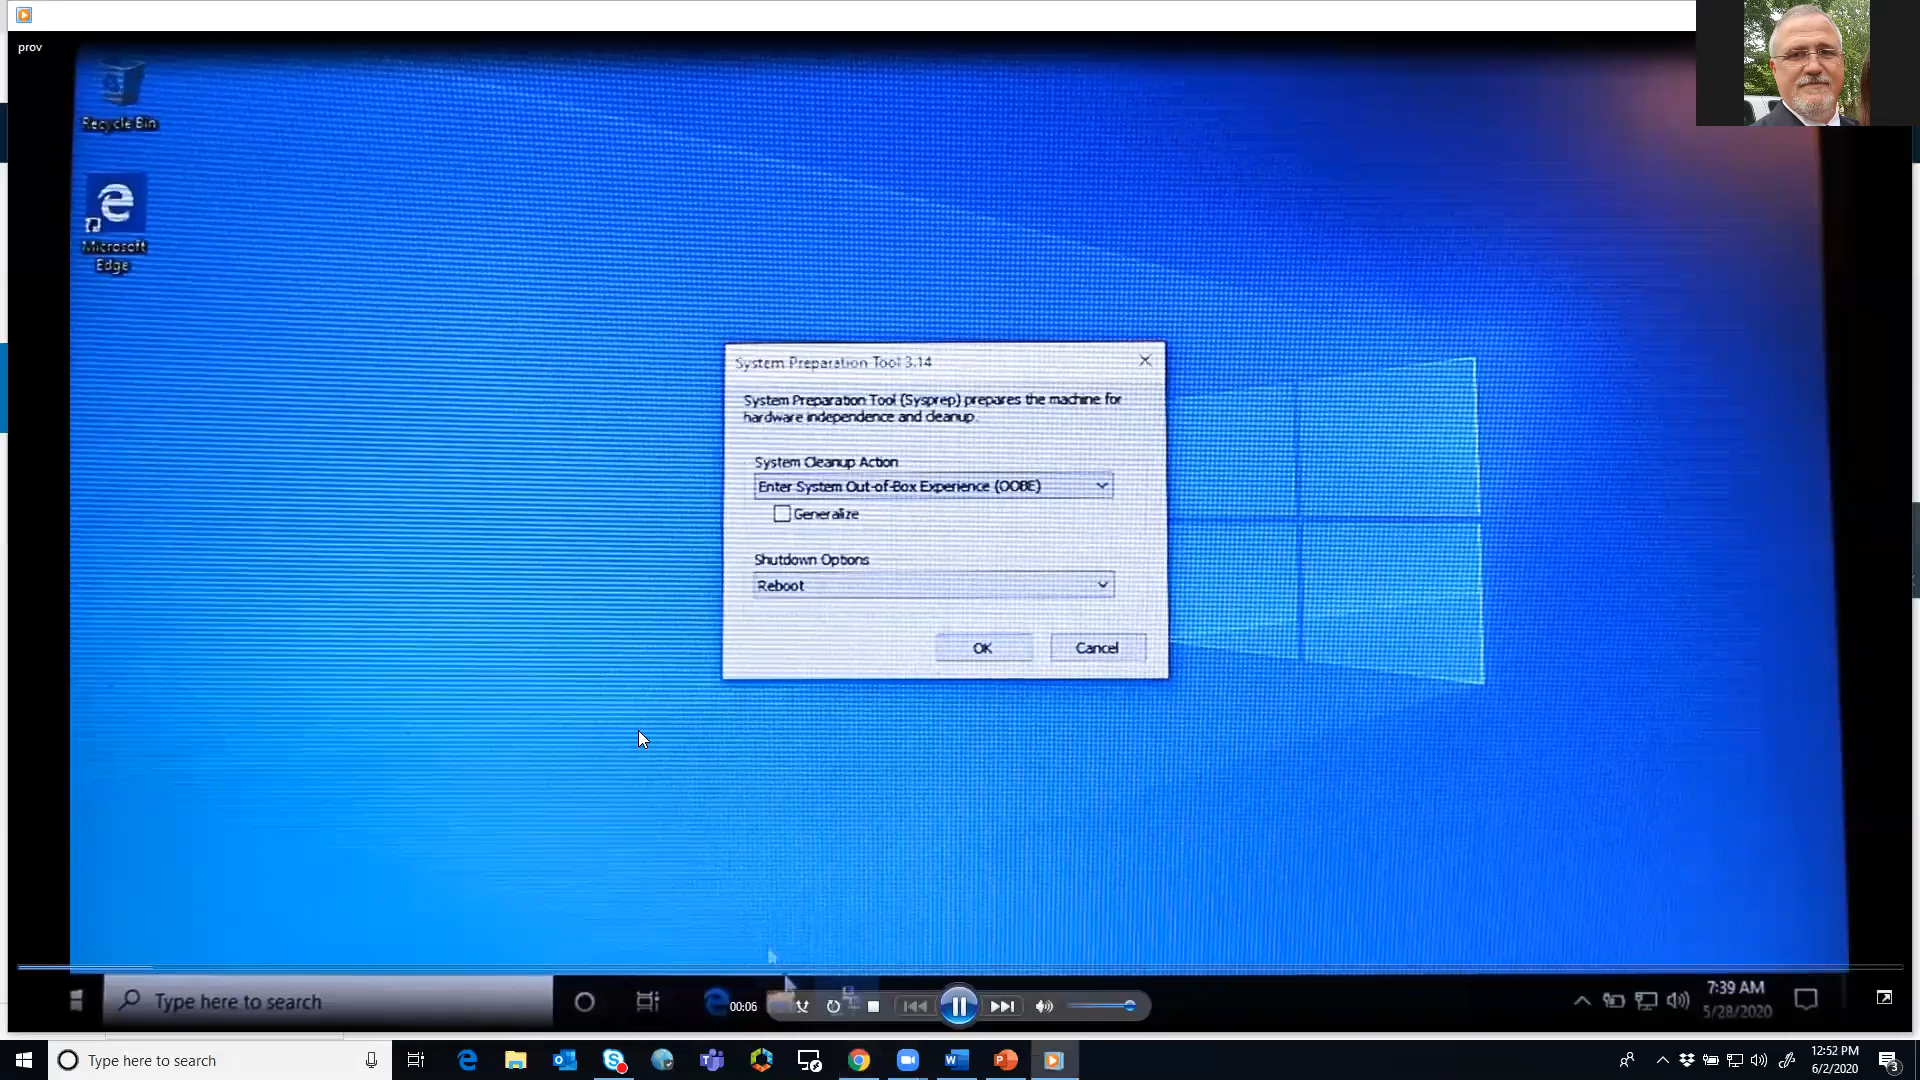 prov
Recycle Bin
Microsoft
Edge
System Preparation Tool 3.14
System Preparation Tool (Sysprep) prepares the machine for
hardware independence and cleanup.
System Cleanup Action
Enter System Out-of-Box Experience (OOBE)
Generalize
Shutdown Options
Reboot
OK
Cancel
Type here to search
00:06
7:39 AM
5/28/2020
Type here to search
12:52 PM
6/2/2020
3